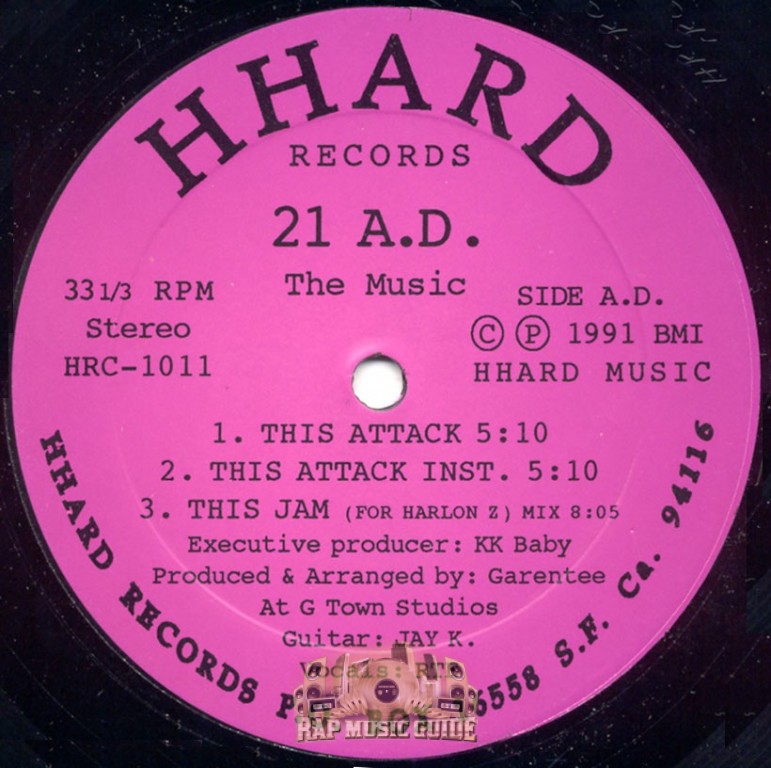 HHARD
RECORDS
21 A.D.
The Music
33 1/3 RPM
Stereo
HRC-1011
SIDE A.D.
© ℗ 1991 BMI
HHARD MUSIC
1. THIS ATTACK 5:10
2. THIS ATTACK INST. 5:10
3. THIS JAM (FOR HARLON Z) MIX 8:05
Executive producer: KK Baby
Produced & Arranged by: Garentee
At G Town Studios
Guitar: JAY K.
Vocals:
HHARD RECORDS BOX S.F. Ca. 94116
RAP MUSIC GUIDE